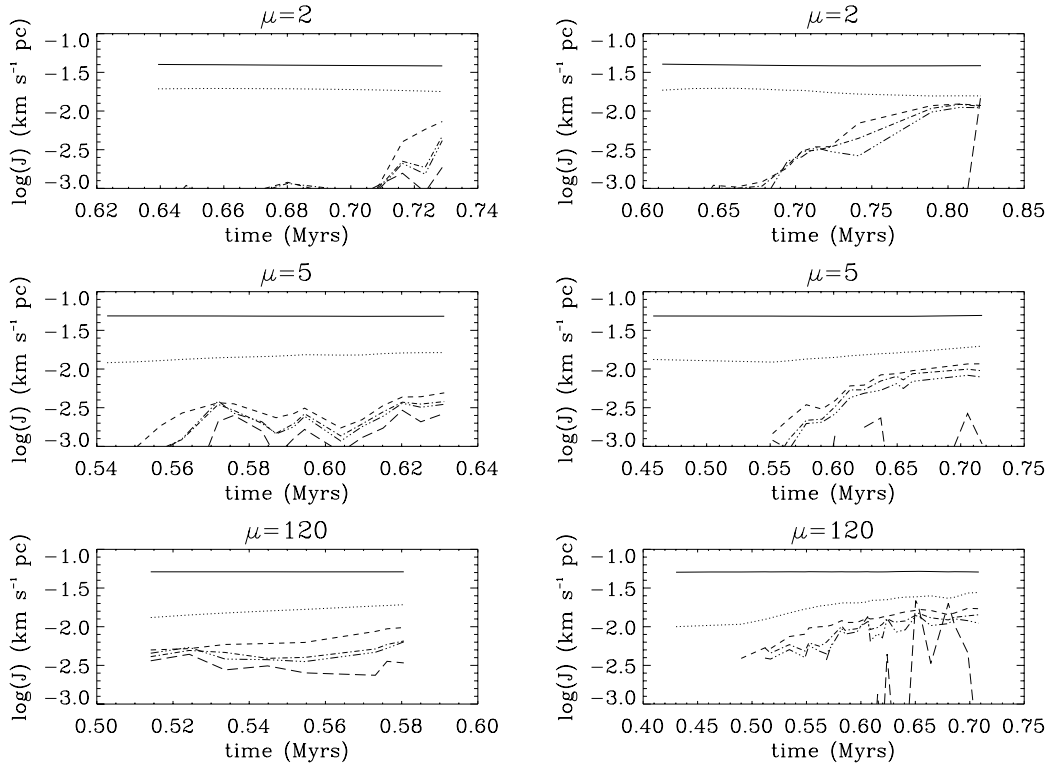 μ=2
log(J) (km s⁻¹ pc)
-1.0
-1.5
-2.0
-2.5
-3.0
0.62 0.64 0.66 0.68 0.70 0.72 0.74
time (Myrs)
μ=2
log(J) (km s⁻¹ pc)
-1.0
-1.5
-2.0
-2.5
-3.0
0.60 0.65 0.70 0.75 0.80 0.85
time (Myrs)
μ=5
log(J) (km s⁻¹ pc)
-1.0
-1.5
-2.0
-2.5
-3.0
0.54 0.56 0.58 0.60 0.62 0.64
time (Myrs)
μ=5
log(J) (km s⁻¹ pc)
-1.0
-1.5
-2.0
-2.5
-3.0
0.45 0.50 0.55 0.60 0.65 0.70 0.75
time (Myrs)
μ=120
log(J) (km s⁻¹ pc)
-1.0
-1.5
-2.0
-2.5
-3.0
0.50 0.52 0.54 0.56 0.58 0.60
time (Myrs)
μ=120
log(J) (km s⁻¹ pc)
-1.0
-1.5
-2.0
-2.5
-3.0
0.40 0.45 0.50 0.55 0.60 0.65 0.70 0.75
time (Myrs)